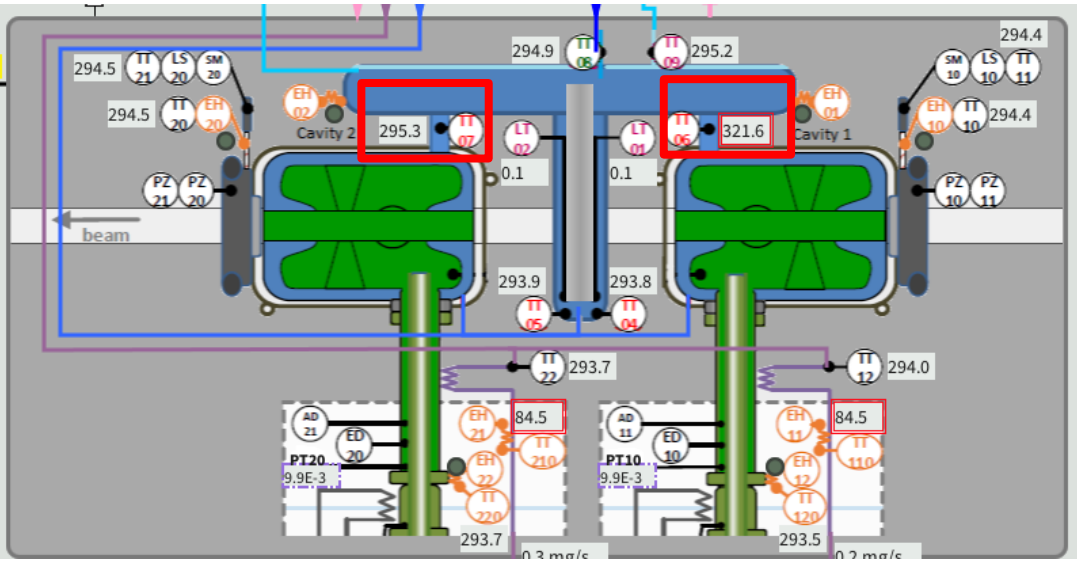 294.4
294.5
TT
21
LS
20
SM
20
294.9
TT
08
TT
09
295.2
SM
10
LS
10
TT
11
294.5
TT
20
EH
20
EH
02
Cavity 2
295.3
TT
07
LT
02
0.1
LT
01
0.1
TT
06
321.6
EH
01
Cavity 1
EH
10
TT
10
294.4
PZ
21
PZ
20
PZ
10
PZ
11
beam
293.9
TT
05
293.8
TT
04
TT
22
293.7
TT
12
294.0
AD
21
ED
20
PT20
9.9E-3
EH
21
84.5
TT
210
EH
22
TT
220
293.7
0.3 mg/s
AD
11
ED
10
PT10
9.9E-3
EH
11
84.5
TT
110
EH
12
TT
120
293.5
0.2 mg/s